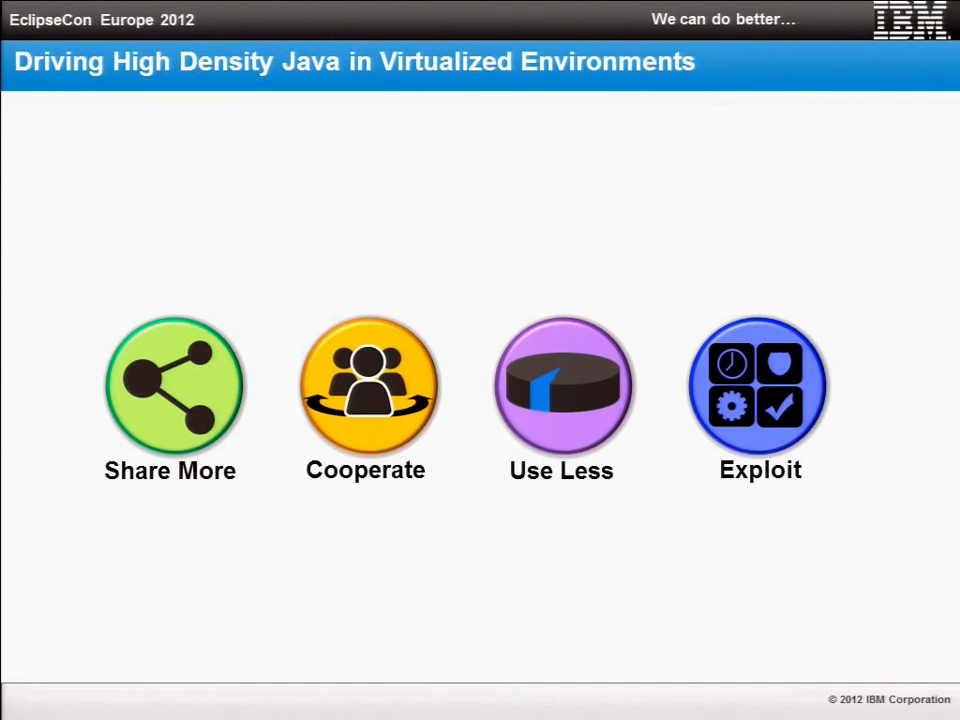 EclipseCon Europe 2012
We can do better...
IBM
Driving High Density Java in Virtualized Environments
Share More
Cooperate
Use Less
Exploit
© 2012 IBM Corporation